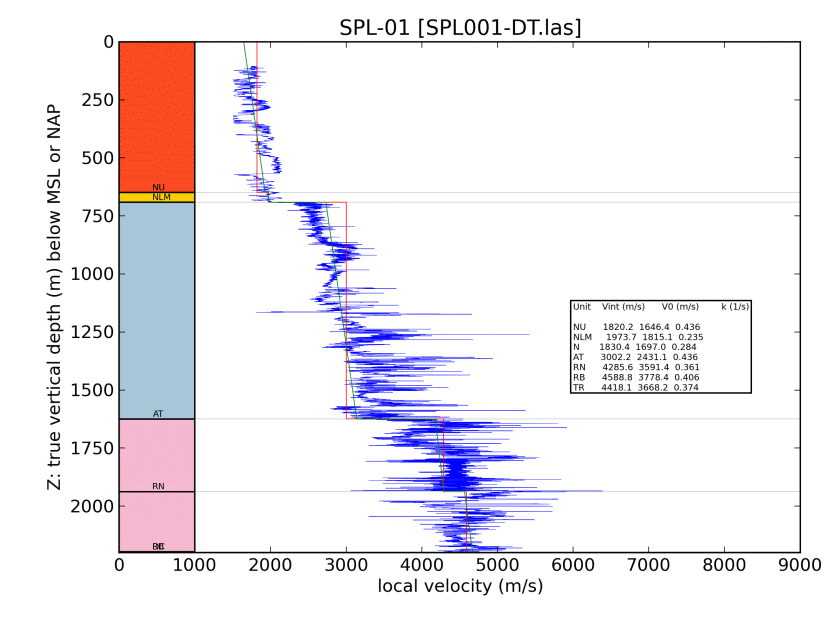 SPL-01 [SPL001-DT.las]
Z: true vertical depth (m) below MSL or NAP
0
250
500
750
1000
1250
1500
1750
2000
NU
NLM
AT
RN
Unit Vint (m/s) V0 (m/s) k (1/s)
NU 1820.2 1646.4 0.436
NLM 1973.7 1815.1 0.235
N 1830.4 1697.0 0.284
AT 3002.2 2431.1 0.436
RN 4285.6 3591.4 0.361
RB 4588.8 3778.4 0.406
TR 4418.1 3668.2 0.374
0 1000 2000 3000 4000 5000 6000 7000 8000 9000
local velocity (m/s)